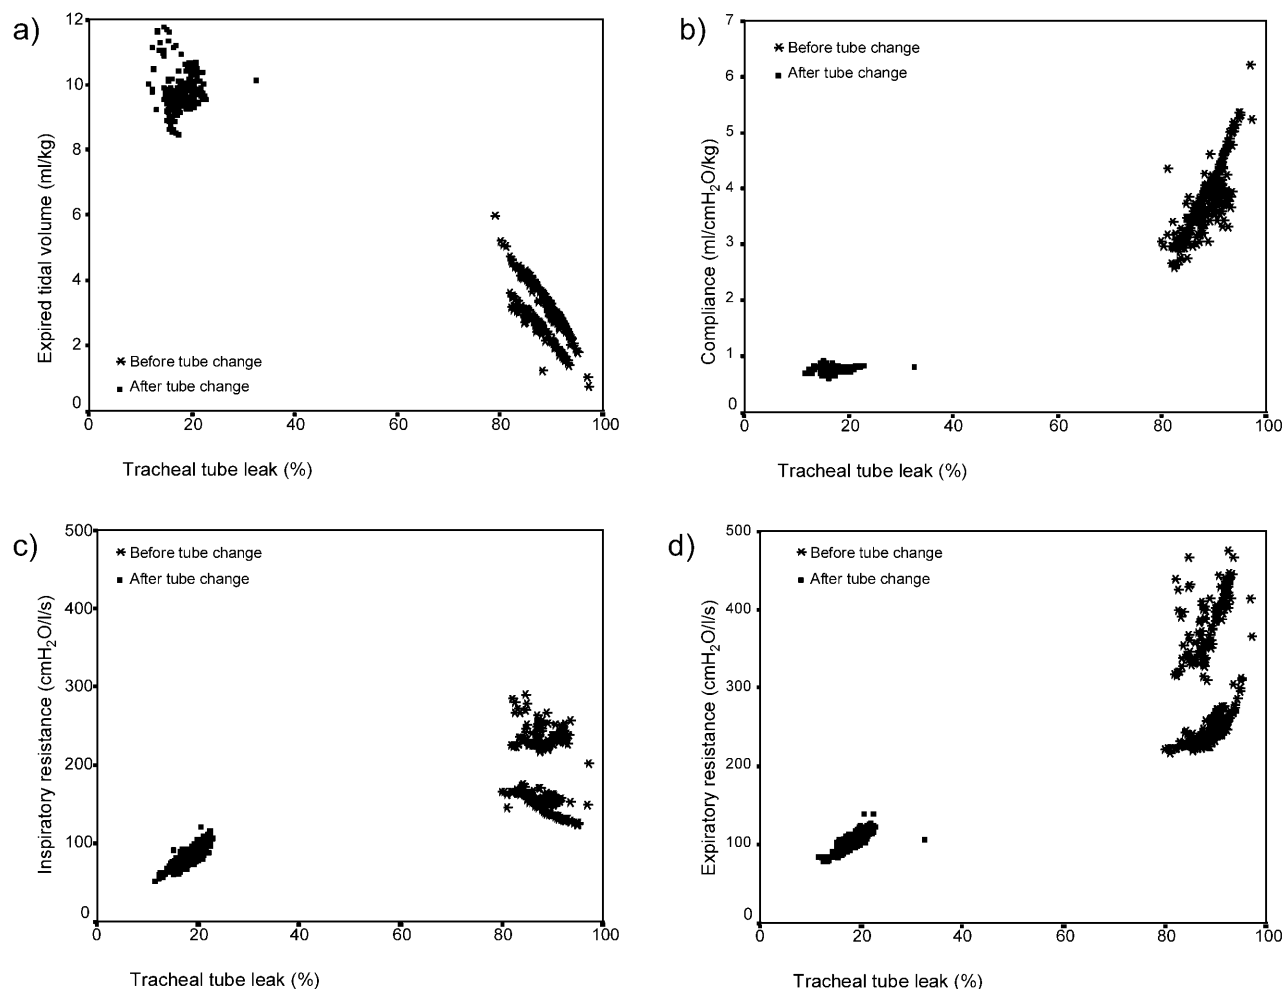 a)
Expired tidal volume (ml/kg)
12
10
8
6
4
2
0
Before tube change
After tube change
0 20 40 60 80 100
Tracheal tube leak (%)
b)
Compliance (ml/cmH₂O/kg)
7
6
5
4
3
2
1
0
Before tube change
After tube change
0 20 40 60 80 100
Tracheal tube leak (%)
c)
Inspiratory resistance (cmH₂O/l/s)
500
400
300
200
100
0
Before tube change
After tube change
0 20 40 60 80 100
Tracheal tube leak (%)
d)
Expiratory resistance (cmH₂O/l/s)
500
400
300
200
100
0
Before tube change
After tube change
0 20 40 60 80 100
Tracheal tube leak (%)